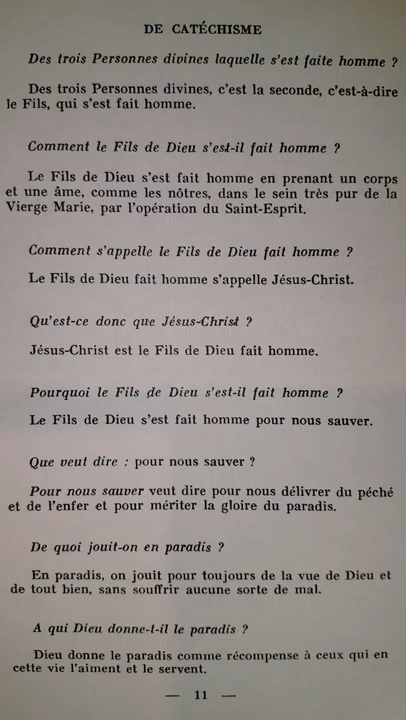 DE CATÉCHISME
Des trois Personnes divines laquelle s'est faite homme ?
Des trois Personnes divines, c'est la seconde, c'est-à-dire
le Fils, qui s'est fait homme.
Comment le Fils de Dieu s'est-il fait homme ?
Le Fils de Dieu s'est fait homme en prenant un corps
et une âme, comme les nôtres, dans le sein très pur de la
Vierge Marie, par l'opération du Saint-Esprit.
Comment s'appelle le Fils de Dieu fait homme ?
Le Fils de Dieu fait homme s'appelle Jésus-Christ.
Qu'est-ce donc que Jésus-Christ ?
Jésus-Christ est le Fils de Dieu fait homme.
Pourquoi le Fils de Dieu s'est-il fait homme ?
Le Fils de Dieu s'est fait homme pour nous sauver.
Que veut dire : pour nous sauver ?
Pour nous sauver veut dire pour nous délivrer du péché
et de l'enfer et pour mériter la gloire du paradis.
De quoi jouit-on en paradis ?
En paradis, on jouit pour toujours de la vue de Dieu et
de tout bien, sans souffrir aucune sorte de mal.
A qui Dieu donne-t-il le paradis ?
Dieu donne le paradis comme récompense à ceux qui en
cette vie l'aiment et le servent.
— 11 —